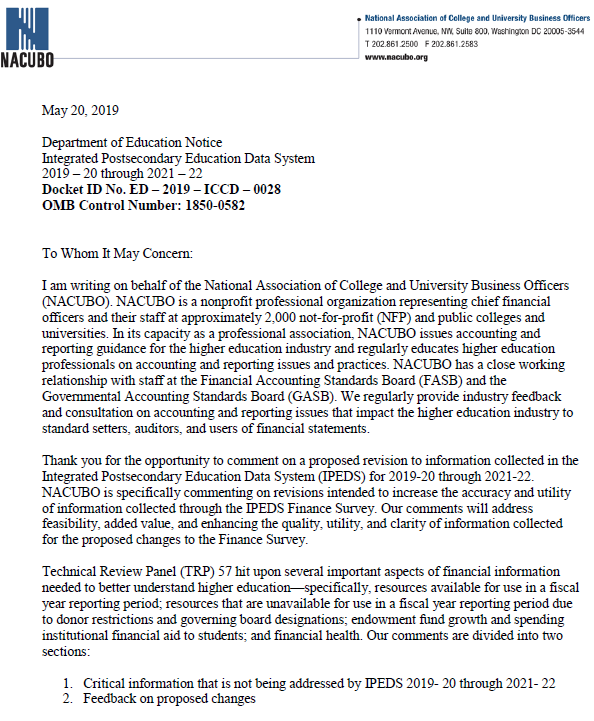 NACUBO
National Association of College and University Business Officers
1110 Vermont Avenue, NW, Suite 800, Washington DC 20005-3544
T 202.861.2500 F 202.861.2583
www.nacubo.org
May 20, 2019
Department of Education Notice
Integrated Postsecondary Education Data System
2019 – 20 through 2021 – 22
Docket ID No. ED – 2019 – ICCD – 0028
OMB Control Number: 1850-0582
To Whom It May Concern:
I am writing on behalf of the National Association of College and University Business Officers
(NACUBO). NACUBO is a nonprofit professional organization representing chief financial
officers and their staff at approximately 2,000 not-for-profit (NFP) and public colleges and
universities. In its capacity as a professional association, NACUBO issues accounting and
reporting guidance for the higher education industry and regularly educates higher education
professionals on accounting and reporting issues and practices. NACUBO has a close working
relationship with staff at the Financial Accounting Standards Board (FASB) and the
Governmental Accounting Standards Board (GASB). We regularly provide industry feedback
and consultation on accounting and reporting issues that impact the higher education industry to
standard setters, auditors, and users of financial statements.
Thank you for the opportunity to comment on a proposed revision to information collected in the
Integrated Postsecondary Education Data System (IPEDS) for 2019-20 through 2021-22.
NACUBO is specifically commenting on revisions intended to increase the accuracy and utility
of information collected through the IPEDS Finance Survey. Our comments will address
feasibility, added value, and enhancing the quality, utility, and clarity of information collected
for the proposed changes to the Finance Survey.
Technical Review Panel (TRP) 57 hit upon several important aspects of financial information
needed to better understand higher education—specifically, resources available for use in a fiscal
year reporting period; resources that are unavailable for use in a fiscal year reporting period due
to donor restrictions and governing board designations; endowment fund growth and spending
institutional financial aid to students; and financial health. Our comments are divided into two
sections:
1. Critical information that is not being addressed by IPEDS 2019- 20 through 2021- 22
2. Feedback on proposed changes